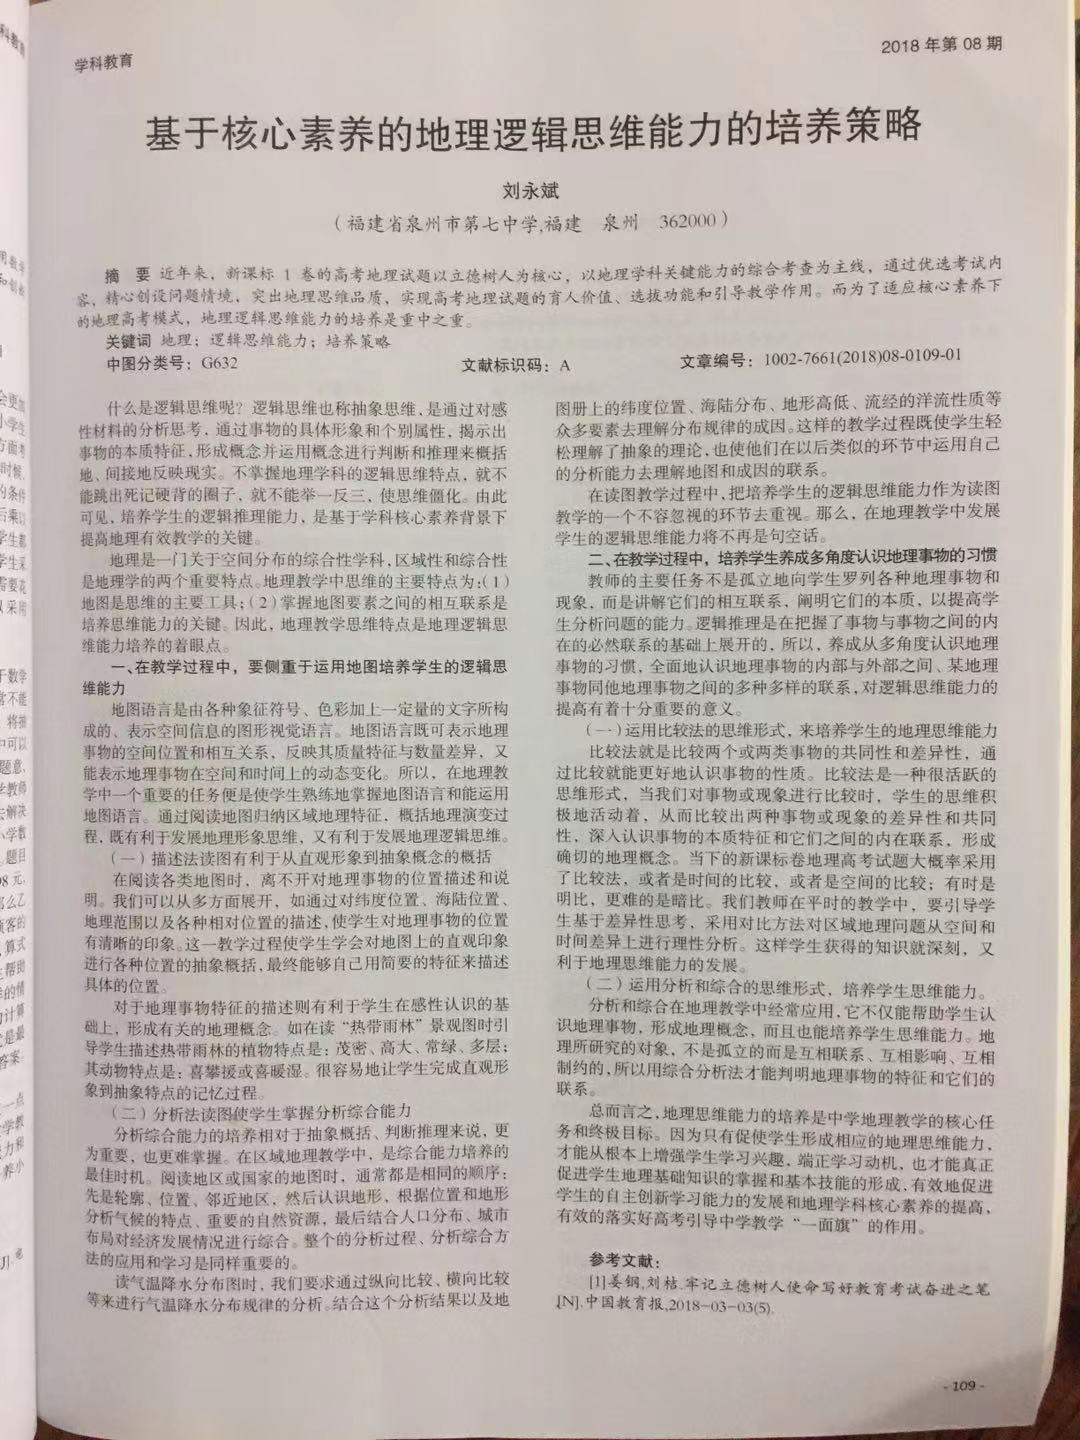 学科教育
2018 年第 08 期
基于核心素养的地理逻辑思维能力的培养策略
刘永斌
（福建省泉州市第七中学,福建 泉州 362000）
摘 要 近年来，新课标 1 卷的高考地理试题以立德树人为核心，以地理学科关键能力的综合考查为主线，通过优选考试内
容，精心创设问题情境，突出地理思维品质，实现高考地理试题的育人价值、选拔功能和引导教学作用。而为了适应核心素养下
的地理高考模式，地理逻辑思维能力的培养是重中之重。
关键词 地理；逻辑思维能力；培养策略
中图分类号：G632 文献标识码：A 文章编号：1002-7661(2018)08-0109-01
什么是逻辑思维呢？逻辑思维也称抽象思维,是通过对感
性材料的分析思考，通过事物的具体形象和个别属性，揭示出
事物的本质特征，形成概念并运用概念进行判断和推理来概括
地、间接地反映现实。不掌握地理学科的逻辑思维特点，就不
能跳出死记硬背的圈子，就不能举一反三，使思维僵化。由此
可见，培养学生的逻辑推理能力，是基于学科核心素养背景下
提高地理有效教学的关键。
地理是一门关于空间分布的综合性学科,区域性和综合性
是地理学的两个重要特点。地理教学中思维的主要特点为：（1）
地图是思维的主要工具；（2）掌握地图要素之间的相互联系是
培养思维能力的关键。因此，地理教学思维特点是地理逻辑思
维能力培养的着眼点。
一、在教学过程中，要侧重于运用地图培养学生的逻辑思
维能力
地图语言是由各种象征符号、色彩加上一定量的文字所构
成的、表示空间信息的图形视觉语言。地图语言既可表示地理
事物的空间位置和相互关系，反映其质量特征与数量差异，又
能表示地理事物在空间和时间上的动态变化。所以，在地理教
学中一个重要的任务便是使学生熟练地掌握地图语言和能运用
地图语言。通过阅读地图归纳区域地理特征，概括地理演变过
程，既有利于发展地理形象思维，又有利于发展地理逻辑思维。
（一）描述法读图有利于从直观形象到抽象概念的概括
在阅读各类地图时，离不开对地理事物的位置描述和说
明。我们可以从多方面展开，如通过对纬度位置、海陆位置、
地理范围以及各种相对位置的描述,使学生对地理事物的位置
有清晰的印象。这一教学过程使学生学会对地图上的直观印象
进行各种位置的抽象概括,最终能够自己用简要的特征来描述
具体的位置。
对于地理事物特征的描述则有利于学生在感性认识的基
础上，形成有关的地理概念。如在读“热带雨林”景观图时引
导学生描述热带雨林的植物特点是：茂密、高大、常绿、多层；
其动物特点是：喜攀援或喜暖湿。很容易地让学生完成直观形
象到抽象特点的记忆过程。
（二）分析法读图使学生掌握分析综合能力
分析综合能力的培养相对于抽象概括、判断推理来说，更
为重要，也更难掌握。在区域地理教学中，是综合能力培养的
最佳时机。阅读地区或国家的地图时，通常都是相同的顺序：
先是轮廓、位置、邻近地区，然后认识地形，根据位置和地形
分析气候的特点、重要的自然资源，最后结合人口分布、城市
布局对经济发展情况进行综合。整个的分析过程、分析综合方
法的应用和学习是同样重要的。
读气温降水分布图时，我们要求通过纵向比较、横向比较
等来进行气温降水分布规律的分析。结合这个分析结果以及地
图册上的纬度位置、海陆分布、地形高低、流经的洋流性质等
众多要素去理解分布规律的成因。这样的教学过程既使学生轻
松理解了抽象的理论，也使他们在以后类似的环节中运用自己
的分析能力去理解地图和成因的联系。
在读图教学过程中,把培养学生的逻辑思维能力作为读图
教学的一个不容忽视的环节去重视。那么，在地理教学中发展
学生的逻辑思维能力将不再是句空话。
二、在教学过程中，培养学生养成多角度认识地理事物的习惯
教师的主要任务不是孤立地向学生罗列各种地理事物和
现象，而是讲解它们的相互联系，阐明它们的本质，以提高学
生分析问题的能力。逻辑推理是在把握了事物与事物之间的内
在的必然联系的基础上展开的，所以，养成从多角度认识地理
事物的习惯，全面地认识地理事物的内部与外部之间、某地理
事物同他地理事物之间的多种多样的联系,对逻辑思维能力的
提高有着十分重要的意义。
（一）运用比较法的思维形式，来培养学生的地理思维能力
比较法就是比较两个或两类事物的共同性和差异性，通
过比较就能更好地认识事物的性质。比较法是一种很活跃的
思维形式，当我们对事物或现象进行比较时，学生的思维积
极地活动着，从而比较出两种事物或现象的差异性和共同
性，深入认识事物的本质特征和它们之间的内在联系，形成
确切的地理概念。当下的新课标卷地理高考试题大概率采用
了比较法，或者是时间的比较，或者是空间的比较；有时是
明比，更难的是暗比。我们教师在平时的教学中，要引导学
生基于差异性思考，采用对比方法对区域地理问题从空间和
时间差异上进行理性分析。这样学生获得的知识就深刻，又
利于地理思维能力的发展。
（二）运用分析和综合的思维形式，培养学生思维能力。
分析和综合在地理教学中经常应用,它不仅能帮助学生认
识地理事物，形成地理概念，而且也能培养学生思维能力。地
理所研究的对象，不是孤立的而是互相联系、互相影响、互相
制约的,所以用综合分析法才能判明地理事物的特征和它们的
联系。
总而言之,地理思维能力的培养是中学地理教学的核心任
务和终极目标。因为只有促使学生形成相应的地理思维能力，
才能从根本上增强学生学习兴趣，端正学习动机，也才能真正
促进学生地理基础知识的掌握和基本技能的形成,有效地促进
学生的自主创新学习能力的发展和地理学科核心素养的提高，
有效的落实好高考引导中学教学“一面旗”的作用。
参考文献：
[1]姜钢,刘桔.牢记立德树人使命写好教育考试奋进之笔
[N].中国教育报,2018-03-03(5).
- 109 -